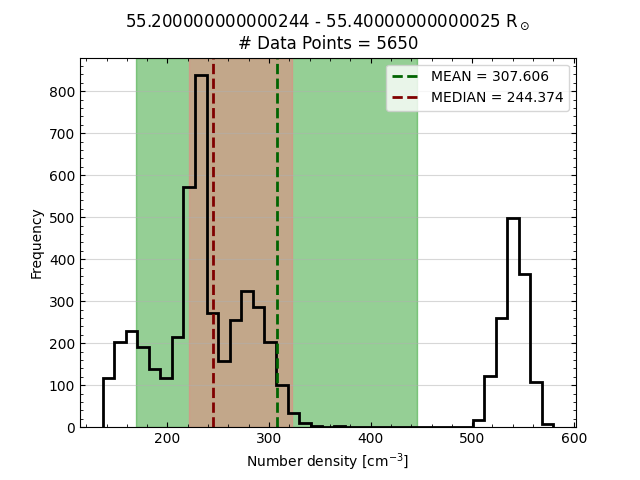 55.200000000000244 - 55.40000000000025 R⊙
# Data Points = 5650
MEAN = 307.606
MEDIAN = 244.374
Frequency
800
700
600
500
400
300
200
100
0
200
300
400
500
600
Number density [cm⁻³]